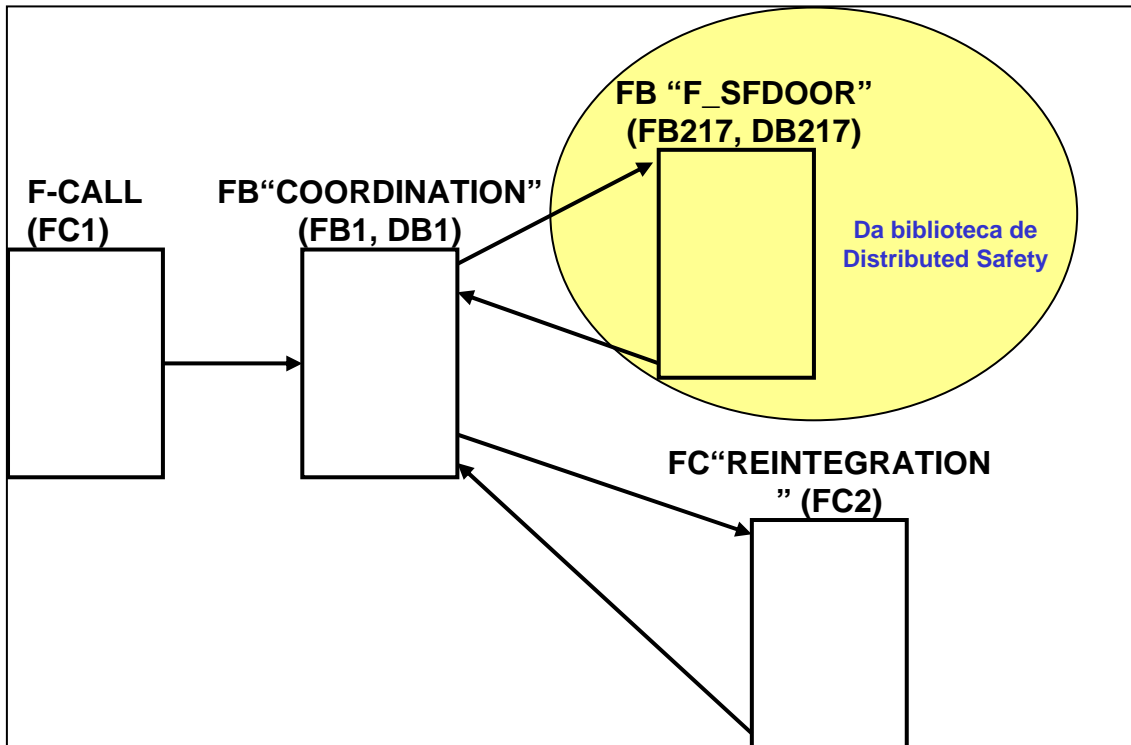 F-CALL
(FC1)
FB“COORDINATION”
(FB1, DB1)
FB “F_SFDOOR”
(FB217, DB217)
Da biblioteca de
Distributed Safety
FC“REINTEGRATION
” (FC2)